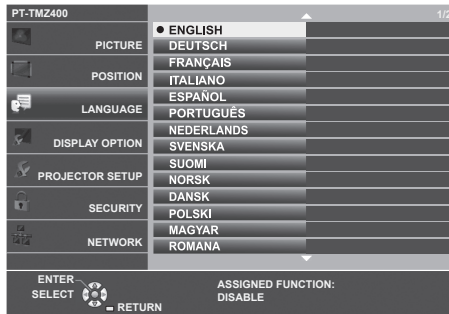 PT-TMZ400
1/2
PICTURE
POSITION
LANGUAGE
DISPLAY OPTION
PROJECTOR SETUP
SECURITY
NETWORK
ENGLISH
DEUTSCH
FRANÇAIS
ITALIANO
ESPAÑOL
PORTUGUÊS
NEDERLANDS
SVENSKA
SUOMI
NORSK
DANSK
POLSKI
MAGYAR
ROMANA
ENTER
SELECT
RETURN
ASSIGNED FUNCTION:
DISABLE